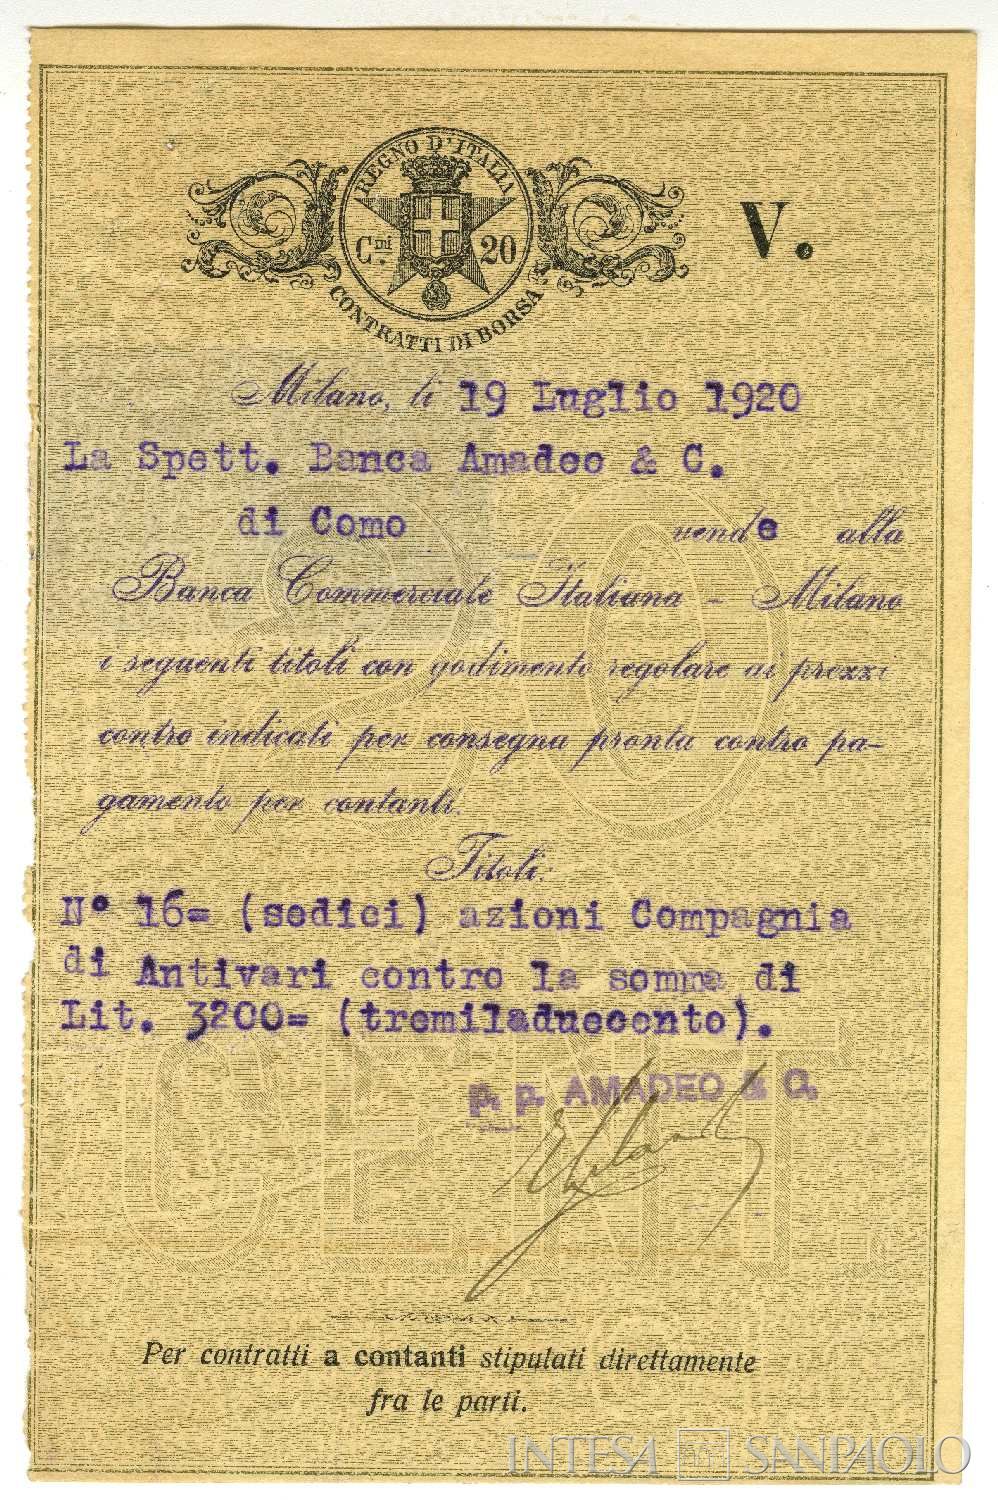 REGNO D'ITALIA
C.mi 20
CONTRATTI DI BORSA
V.
Milano, li 19 Luglio 1920
La Spett. Banca Amadeo & C.
di Como vende alla
Banca Commerciale Italiana - Milano
i seguenti titoli con godimento regolare ai prezzi
contro indicati per consegna pronta contro pa-
gamento per contanti.
Titoli:
N° 16= (sedici) azioni Compagnia
di Antivari contro la somma di
Lit. 3200= (tremiladuecento).
p. p. AMADEO & C.
20
CENT.
Per contratti a contanti stipulati direttamente
fra le parti.
INTESA SANPAOLO